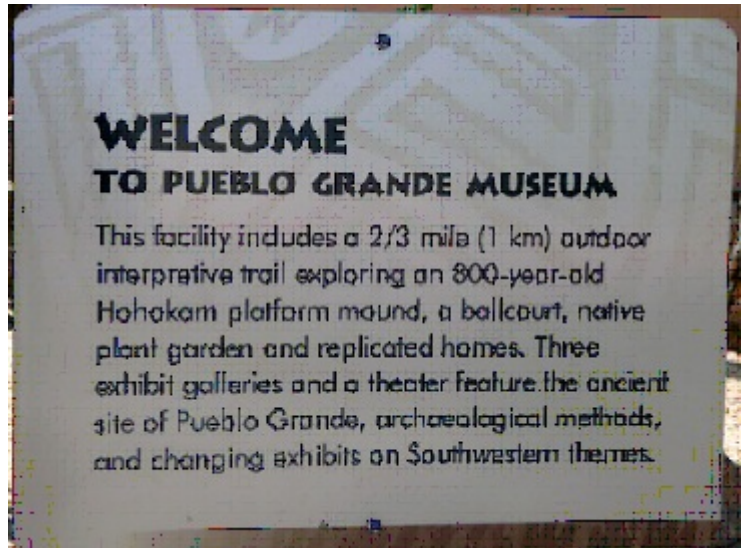 WELCOME
TO PUEBLO GRANDE MUSEUM
This facility includes a 2/3 mile (1 km) outdoor
interpretive trail exploring an 800-year-old
Hohokam platform mound, a ballcourt, native
plant garden and replicated homes. Three
exhibit galleries and a theater feature the ancient
site of Pueblo Grande, archaeological methods,
and changing exhibits on Southwestern themes.